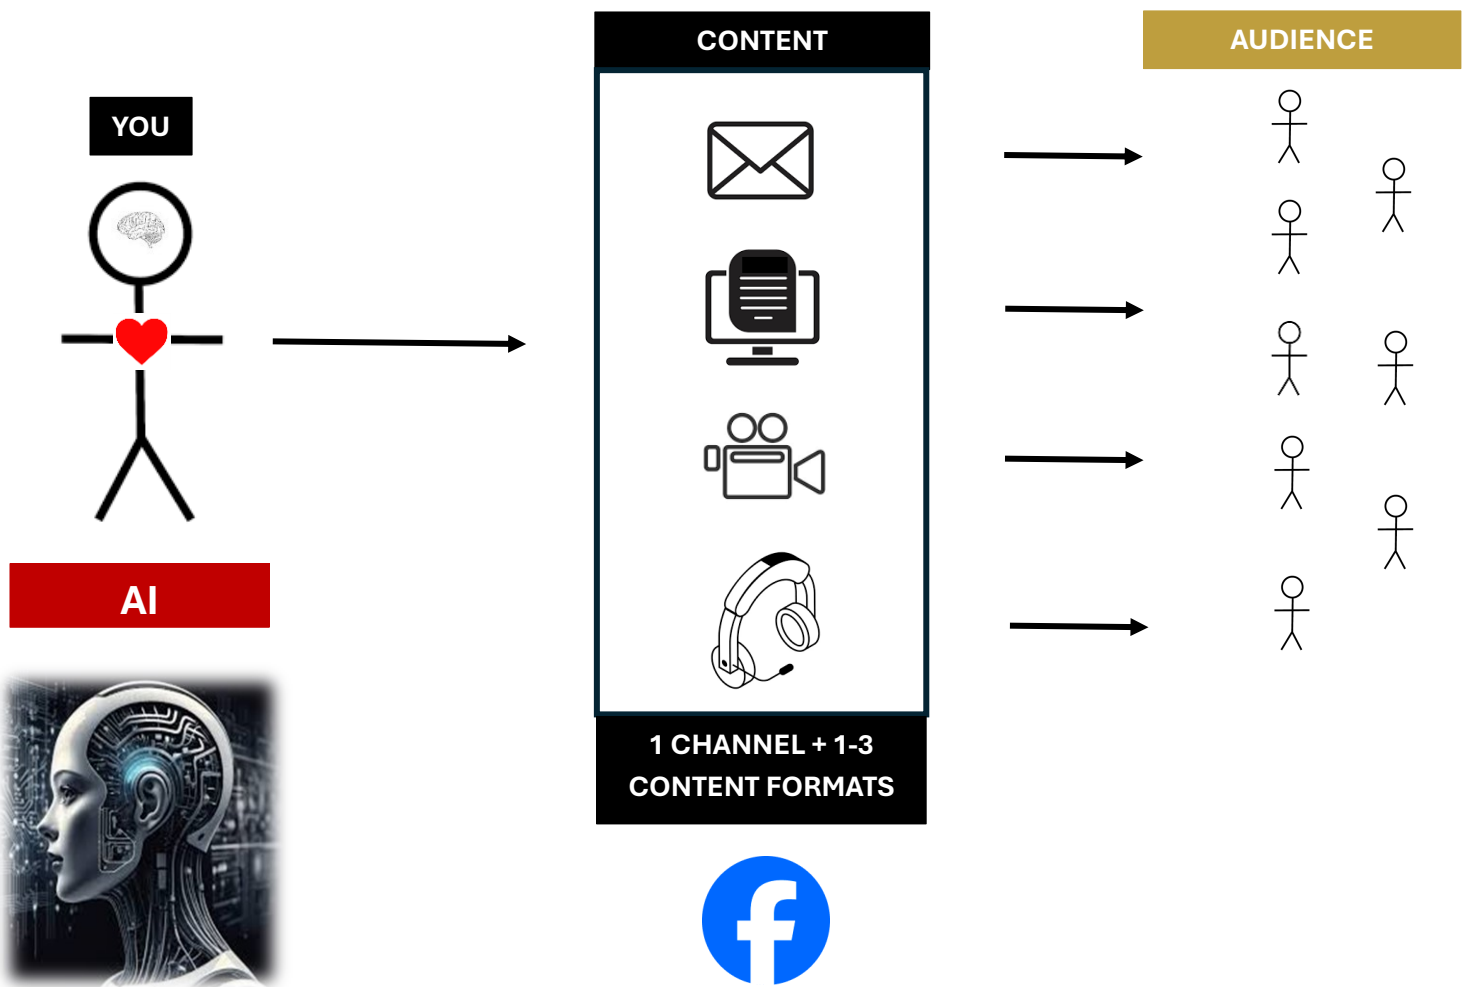 CONTENT
AUDIENCE
YOU
AI
1 CHANNEL + 1-3
CONTENT FORMATS